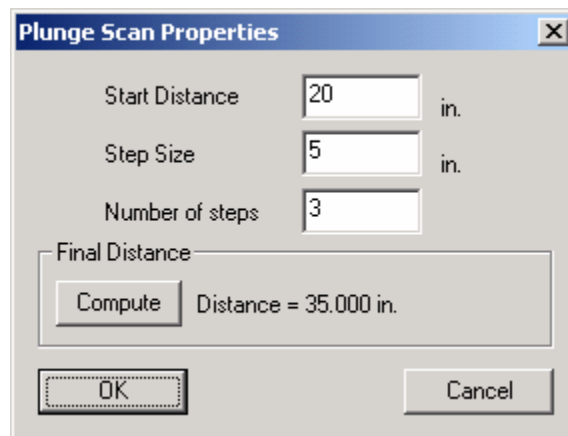 Plunge Scan Properties
Start Distance 20 in.
Step Size 5 in.
Number of steps 3
Final Distance
Compute Distance = 35.000 in.
OK Cancel